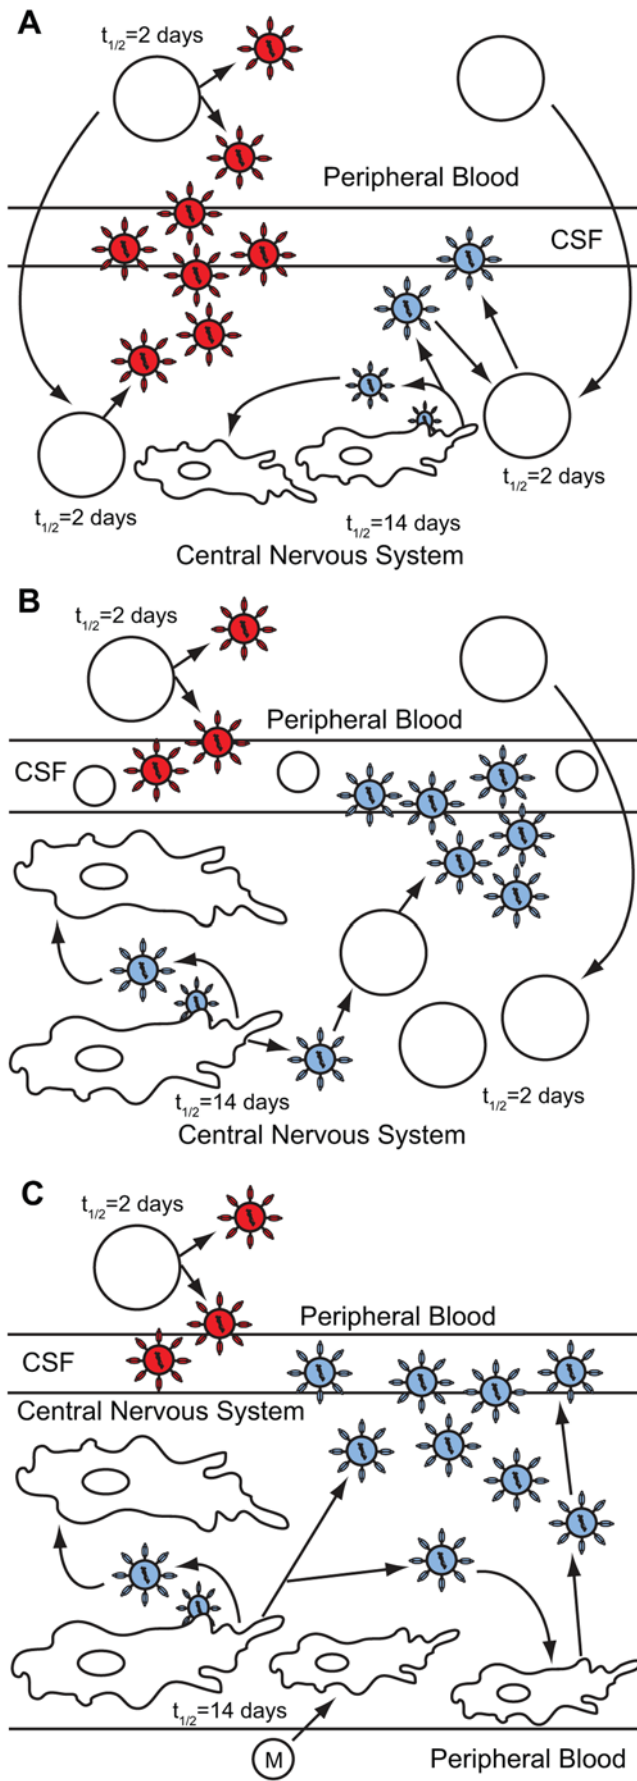 A
t1/2=2 days
Peripheral Blood
CSF
t1/2=2 days
t1/2=2 days
t1/2=14 days
Central Nervous System
B
t1/2=2 days
Peripheral Blood
CSF
t1/2=14 days
t1/2=2 days
Central Nervous System
C
t1/2=2 days
Peripheral Blood
CSF
Central Nervous System
t1/2=14 days
M
Peripheral Blood